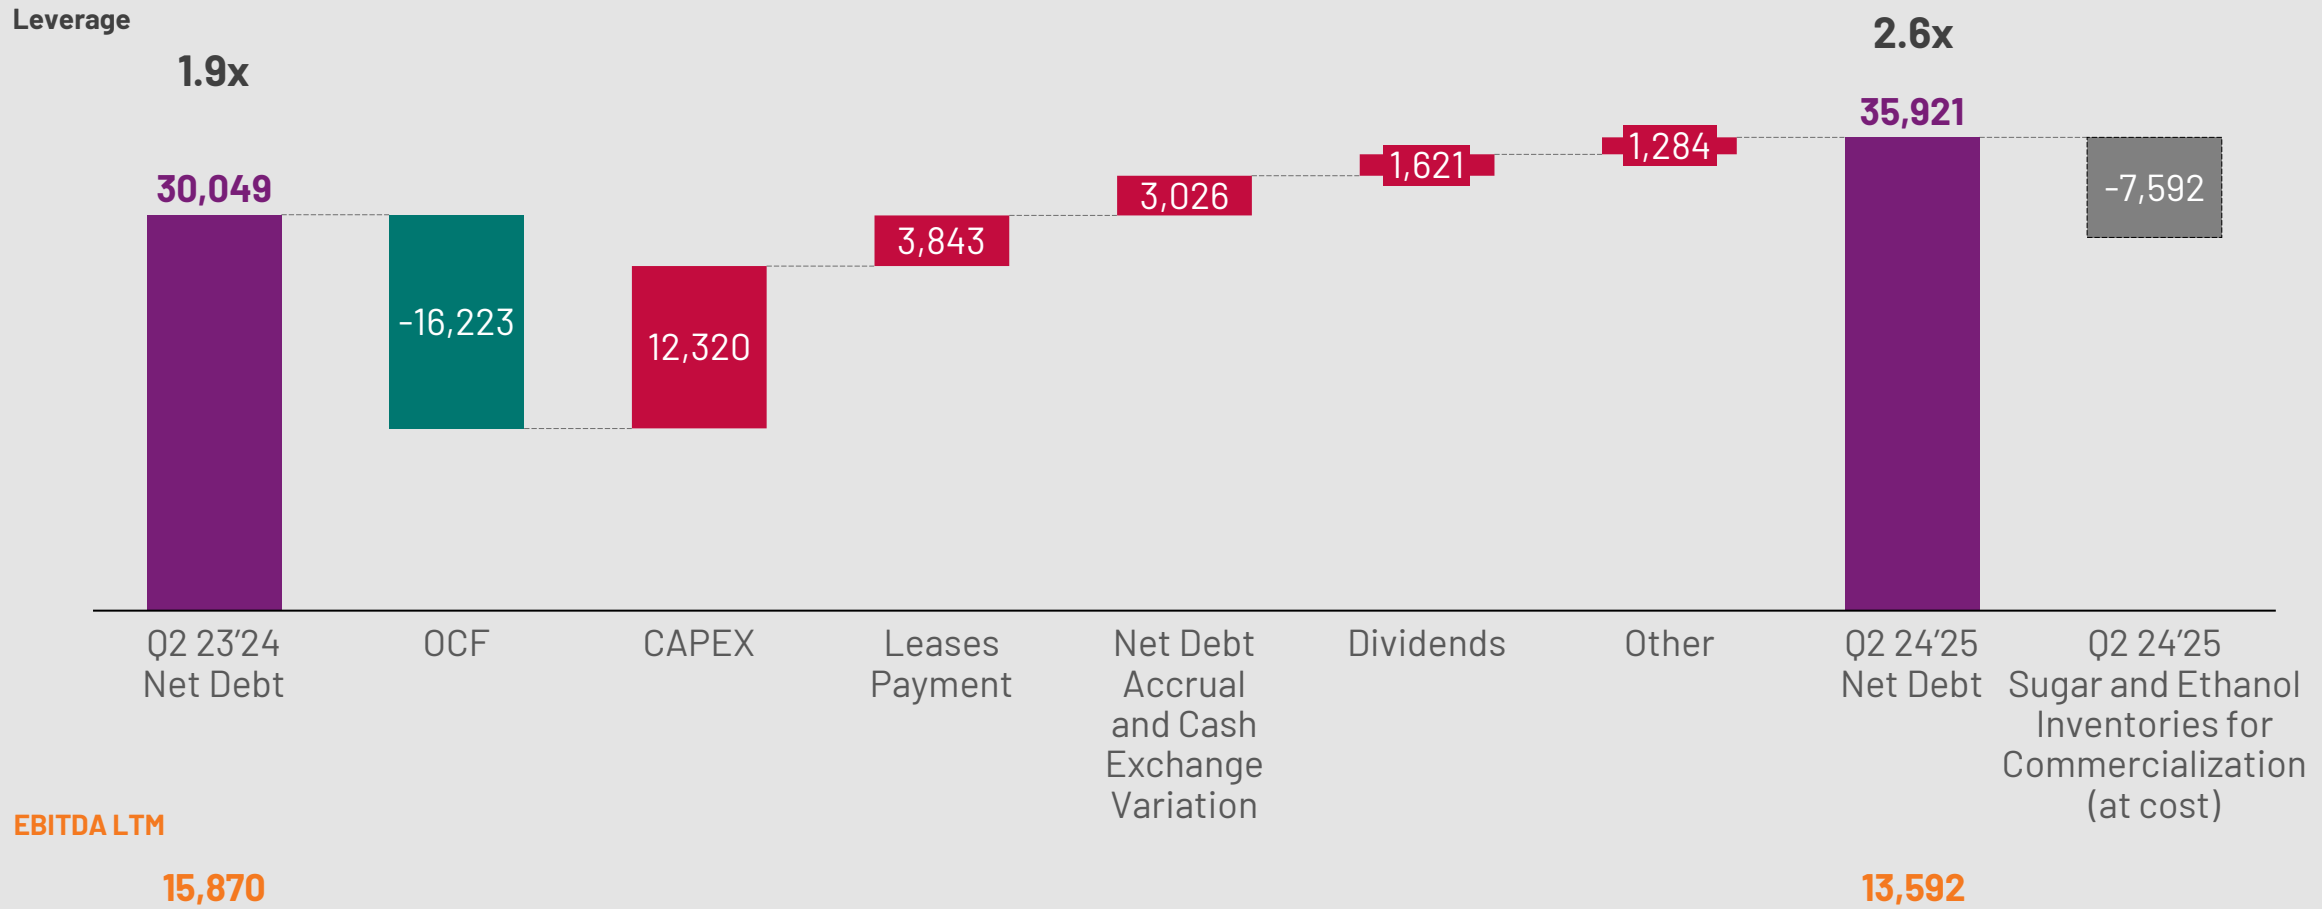 Leverage
1.9x
2.6x
30,049
-16,223
12,320
3,843
3,026
1,621
1,284
35,921
-7,592
Q2 23’24
Net Debt
OCF
CAPEX
Leases
Payment
Net Debt
Accrual
and Cash
Exchange
Variation
Dividends
Other
Q2 24’25
Net Debt
Q2 24’25
Sugar and Ethanol
Inventories for
Commercialization
(at cost)
EBITDA LTM
15,870
13,592